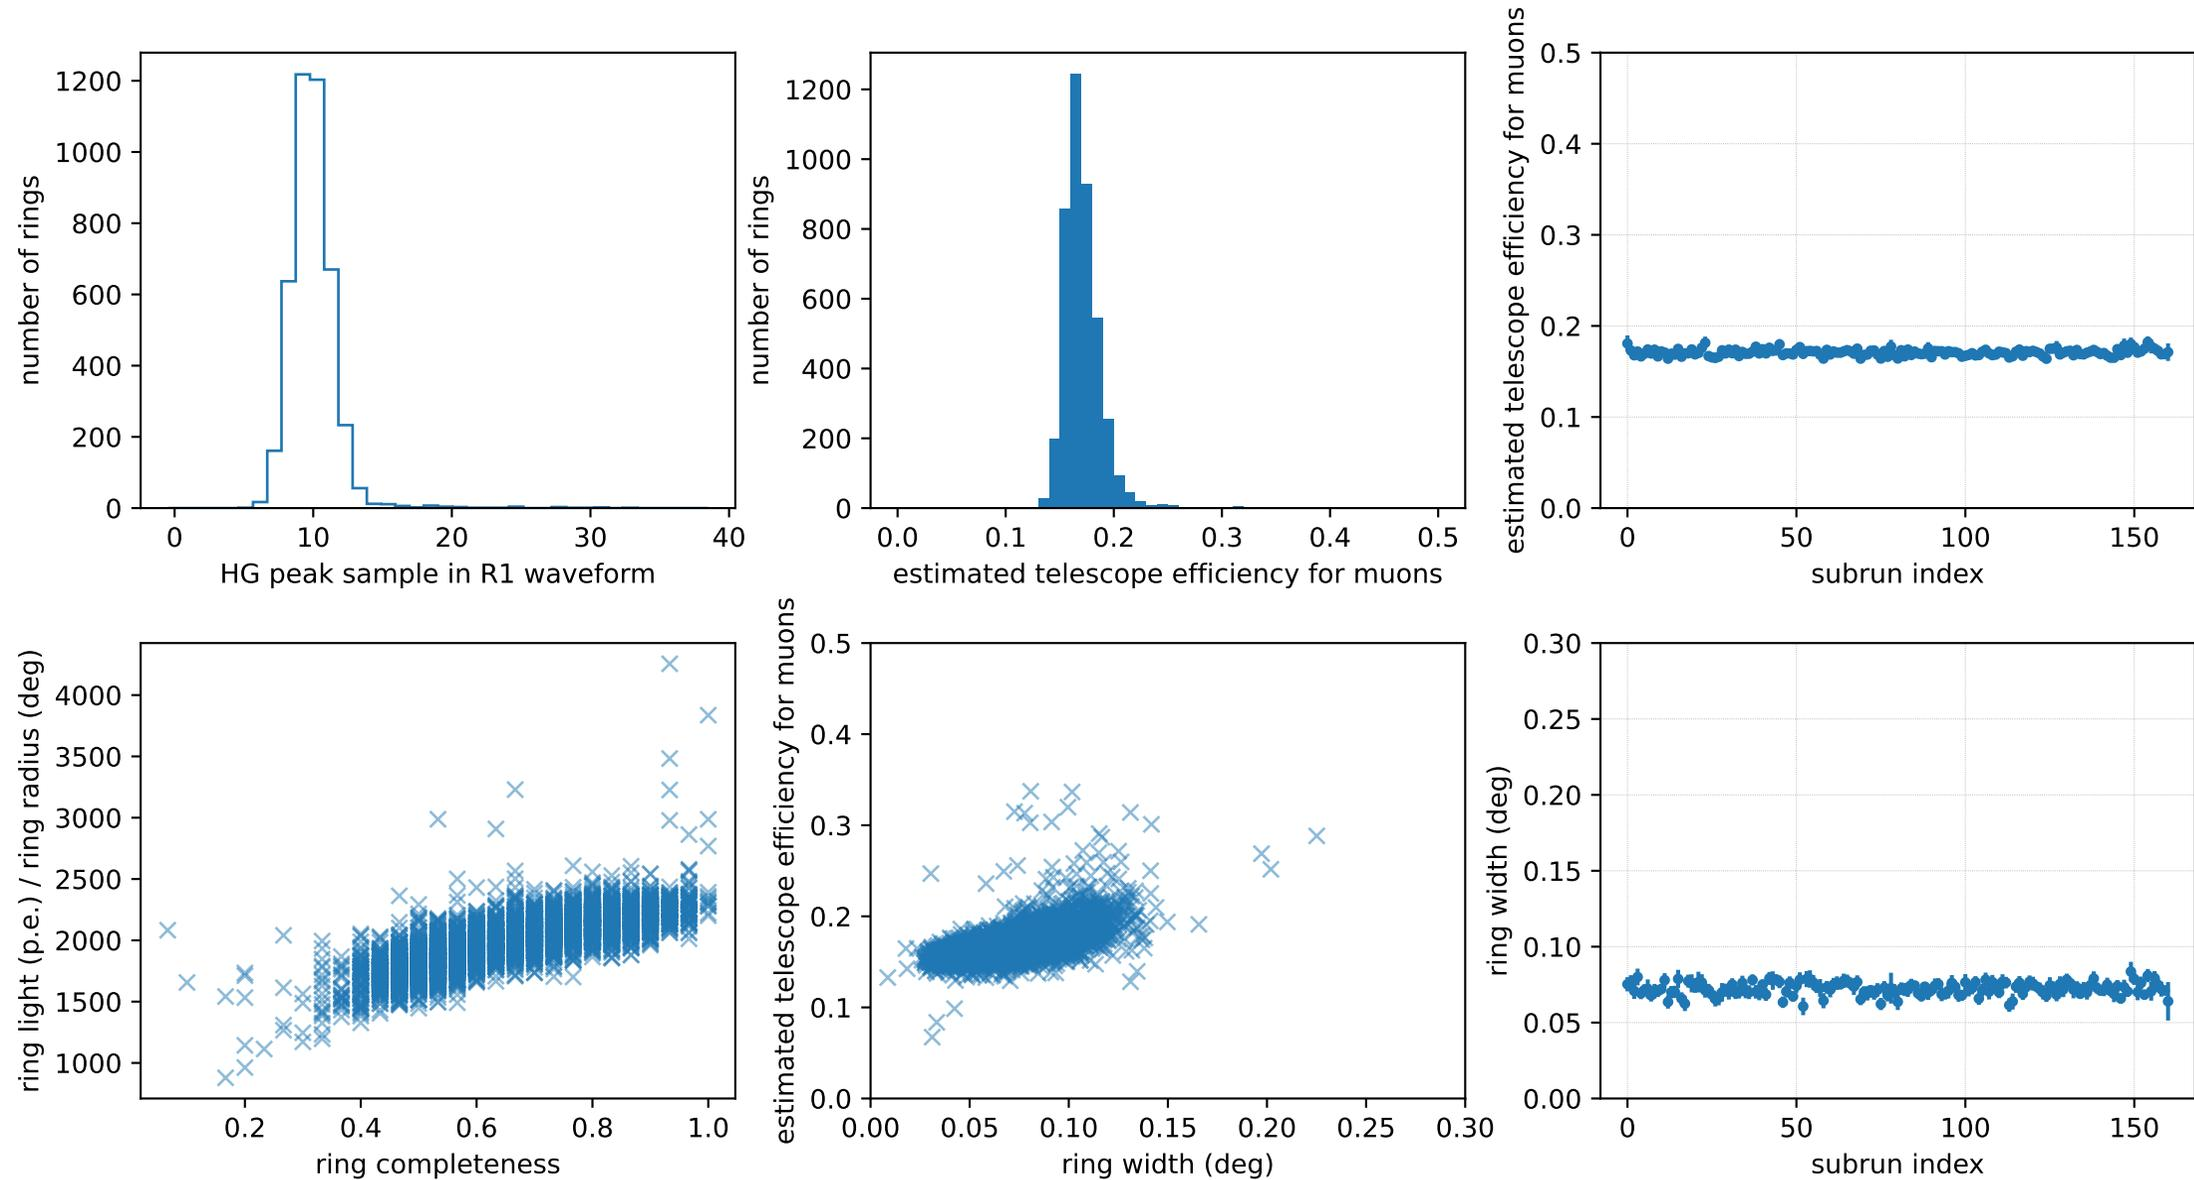 number of rings
1200
1000
800
600
400
200
0
0 10 20 30 40
HG peak sample in R1 waveform
number of rings
1200
1000
800
600
400
200
0
0.0 0.1 0.2 0.3 0.4 0.5
estimated telescope efficiency for muons
estimated telescope efficiency for muons
0.5
0.4
0.3
0.2
0.1
0.0
0 50 100 150
subrun index
ring light (p.e.) / ring radius (deg)
4000
3500
3000
2500
2000
1500
1000
0.2 0.4 0.6 0.8 1.0
ring completeness
estimated telescope efficiency for muons
0.5
0.4
0.3
0.2
0.1
0.0
0.00 0.05 0.10 0.15 0.20 0.25 0.30
ring width (deg)
ring width (deg)
0.30
0.25
0.20
0.15
0.10
0.05
0.00
0 50 100 150
subrun index